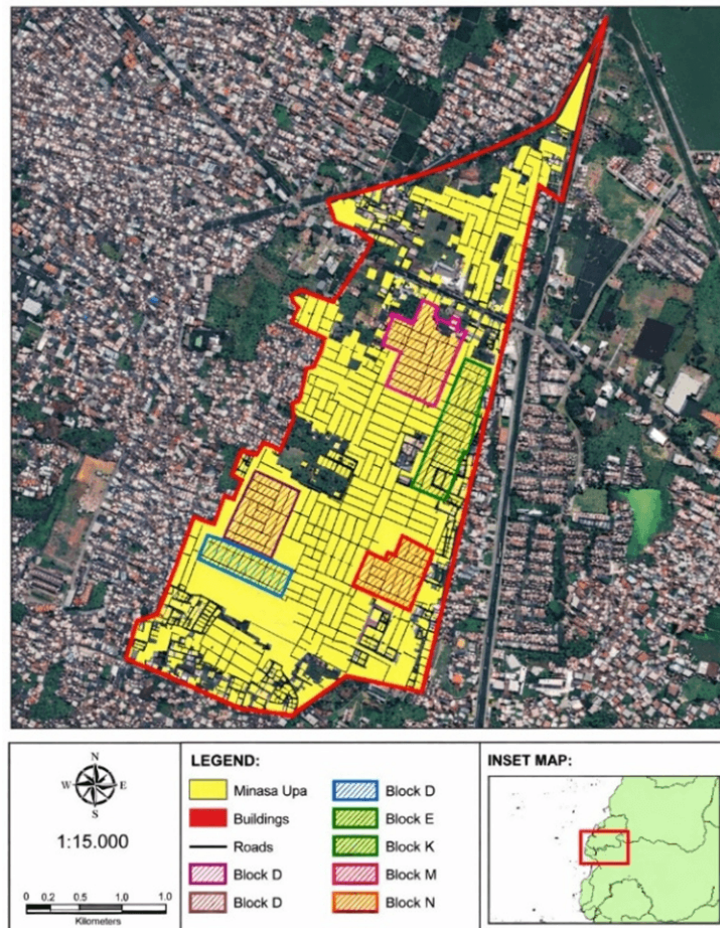 N
W E
S
1:15.000
0 0.2 0.5 1.0 1.0
Kilometers
LEGEND:
Minasa Upa
Buildings
Roads
Block D
Block D
Block D
Block E
Block K
Block M
Block N
INSET MAP: